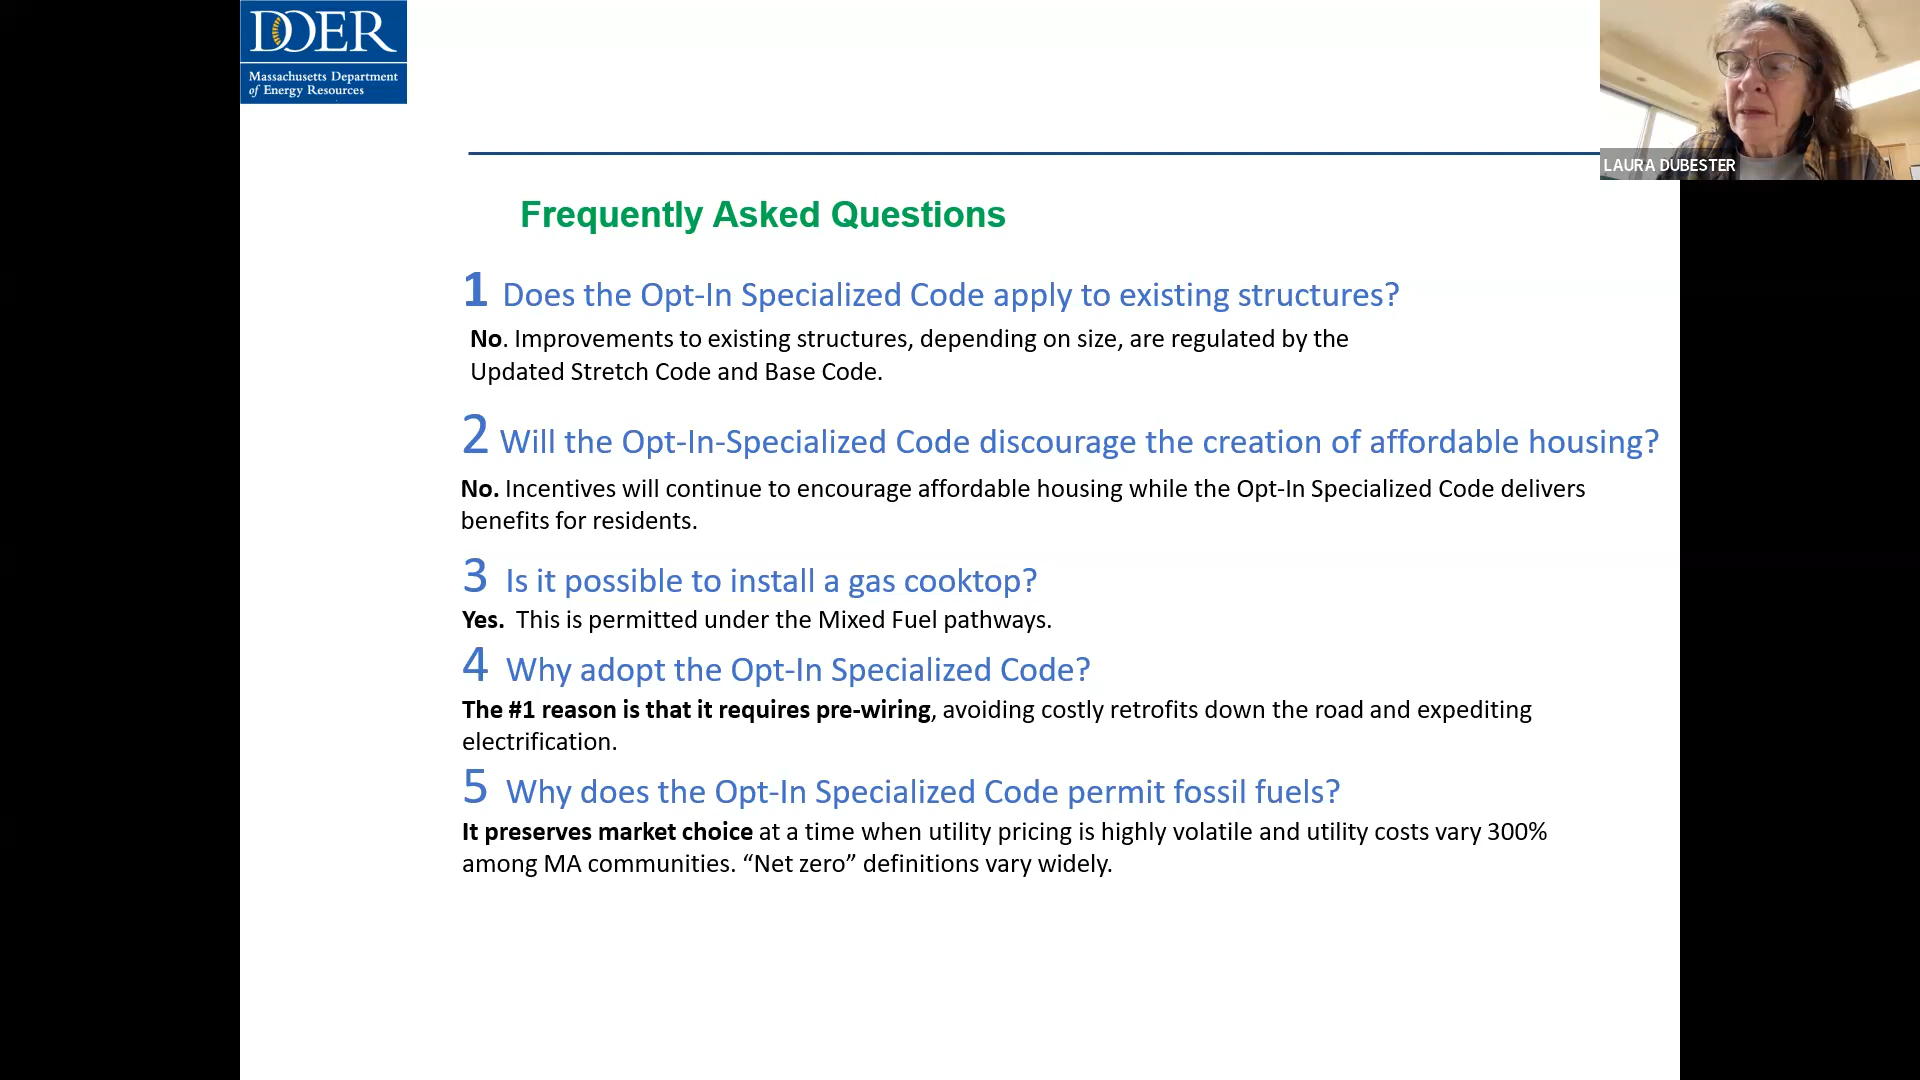 DOER
Massachusetts Department
of Energy Resources
LAURA DUBESTER
Frequently Asked Questions
1 Does the Opt-In Specialized Code apply to existing structures?
No. Improvements to existing structures, depending on size, are regulated by the
Updated Stretch Code and Base Code.
2 Will the Opt-In-Specialized Code discourage the creation of affordable housing?
No. Incentives will continue to encourage affordable housing while the Opt-In Specialized Code delivers
benefits for residents.
3 Is it possible to install a gas cooktop?
Yes. This is permitted under the Mixed Fuel pathways.
4 Why adopt the Opt-In Specialized Code?
The #1 reason is that it requires pre-wiring, avoiding costly retrofits down the road and expediting
electrification.
5 Why does the Opt-In Specialized Code permit fossil fuels?
It preserves market choice at a time when utility pricing is highly volatile and utility costs vary 300%
among MA communities. “Net zero” definitions vary widely.